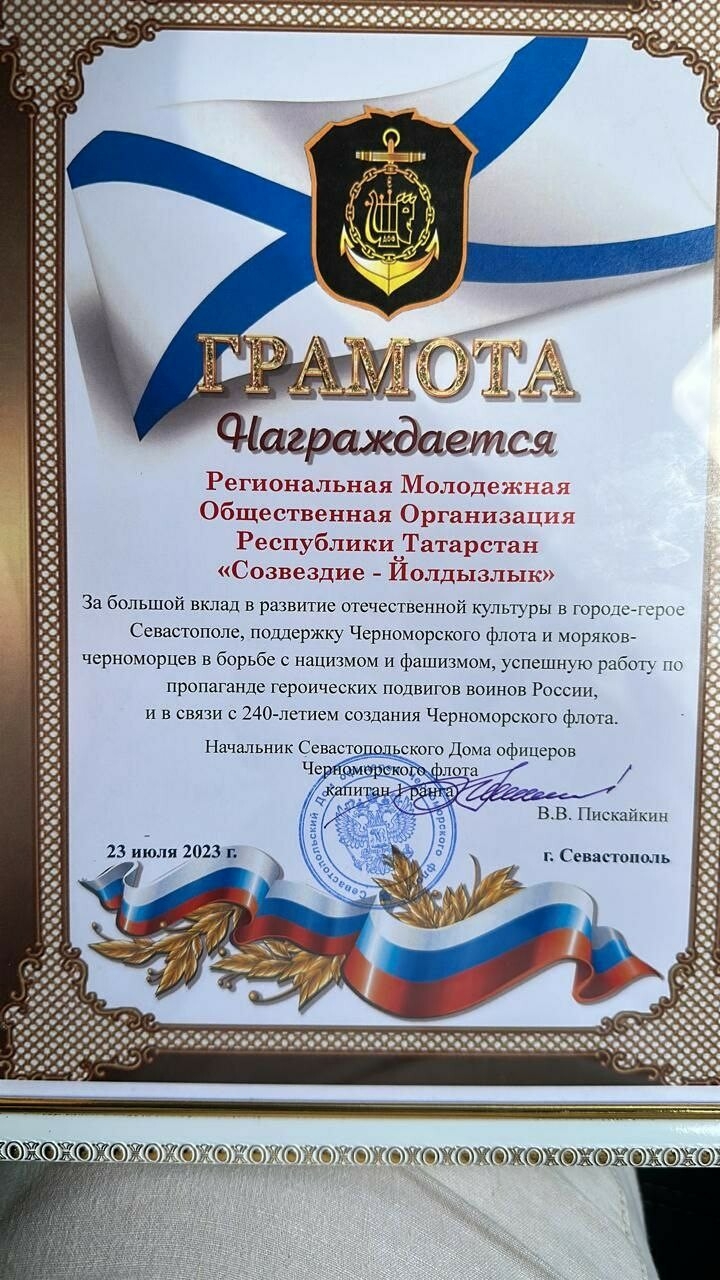 ДОФ
ГРАМОТА
Награждается
Региональная Молодежная
Общественная Организация
Республики Татарстан
«Созвездие - Йолдызлык»
За большой вклад в развитие отечественной культуры в городе-герое
Севастополе, поддержку Черноморского флота и моряков-
черноморцев в борьбе с нацизмом и фашизмом, успешную работу по
пропаганде героических подвигов воинов России,
и в связи с 240-летием создания Черноморского флота.
Начальник Севастопольского Дома офицеров
Черноморского флота
капитан 1 ранга
В.В. Пискайкин
23 июля 2023 г.
г. Севастополь